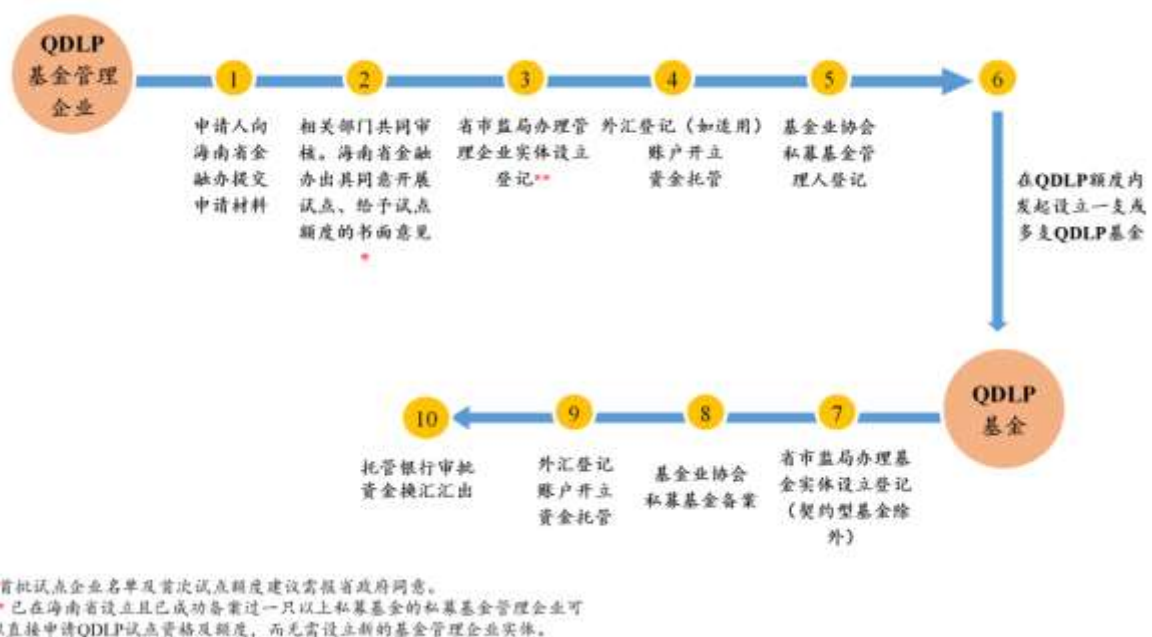 QDLP
基金管理
企业
1
申请人向
海南省金
融办提交
申请材料
2
相关部门共同审
核。海南省金融
办出具同意开展
试点、给予试点
额度的书面意见
*
3
省市监局办理管
理企业实体设立
登记**
4
外汇登记（如适用）
账户开立
资金托管
5
基金业协会
私募基金管
理人登记
6
在QDLP额度内
发起设立一支或
多支QDLP基金
QDLP
基金
7
省市监局办理基
金实体设立登记
（契约型基金除
外）
8
基金业协会
私募基金备案
9
外汇登记
账户开立
资金托管
10
托管银行审批
资金换汇汇出
首批试点企业名单及首次试点额度建议需报省政府同意。
* 已在海南省设立且已成功备案过一只以上私募基金的私募基金管理企业可
直接申请QDLP试点资格及额度，而无需设立新的基金管理企业实体。